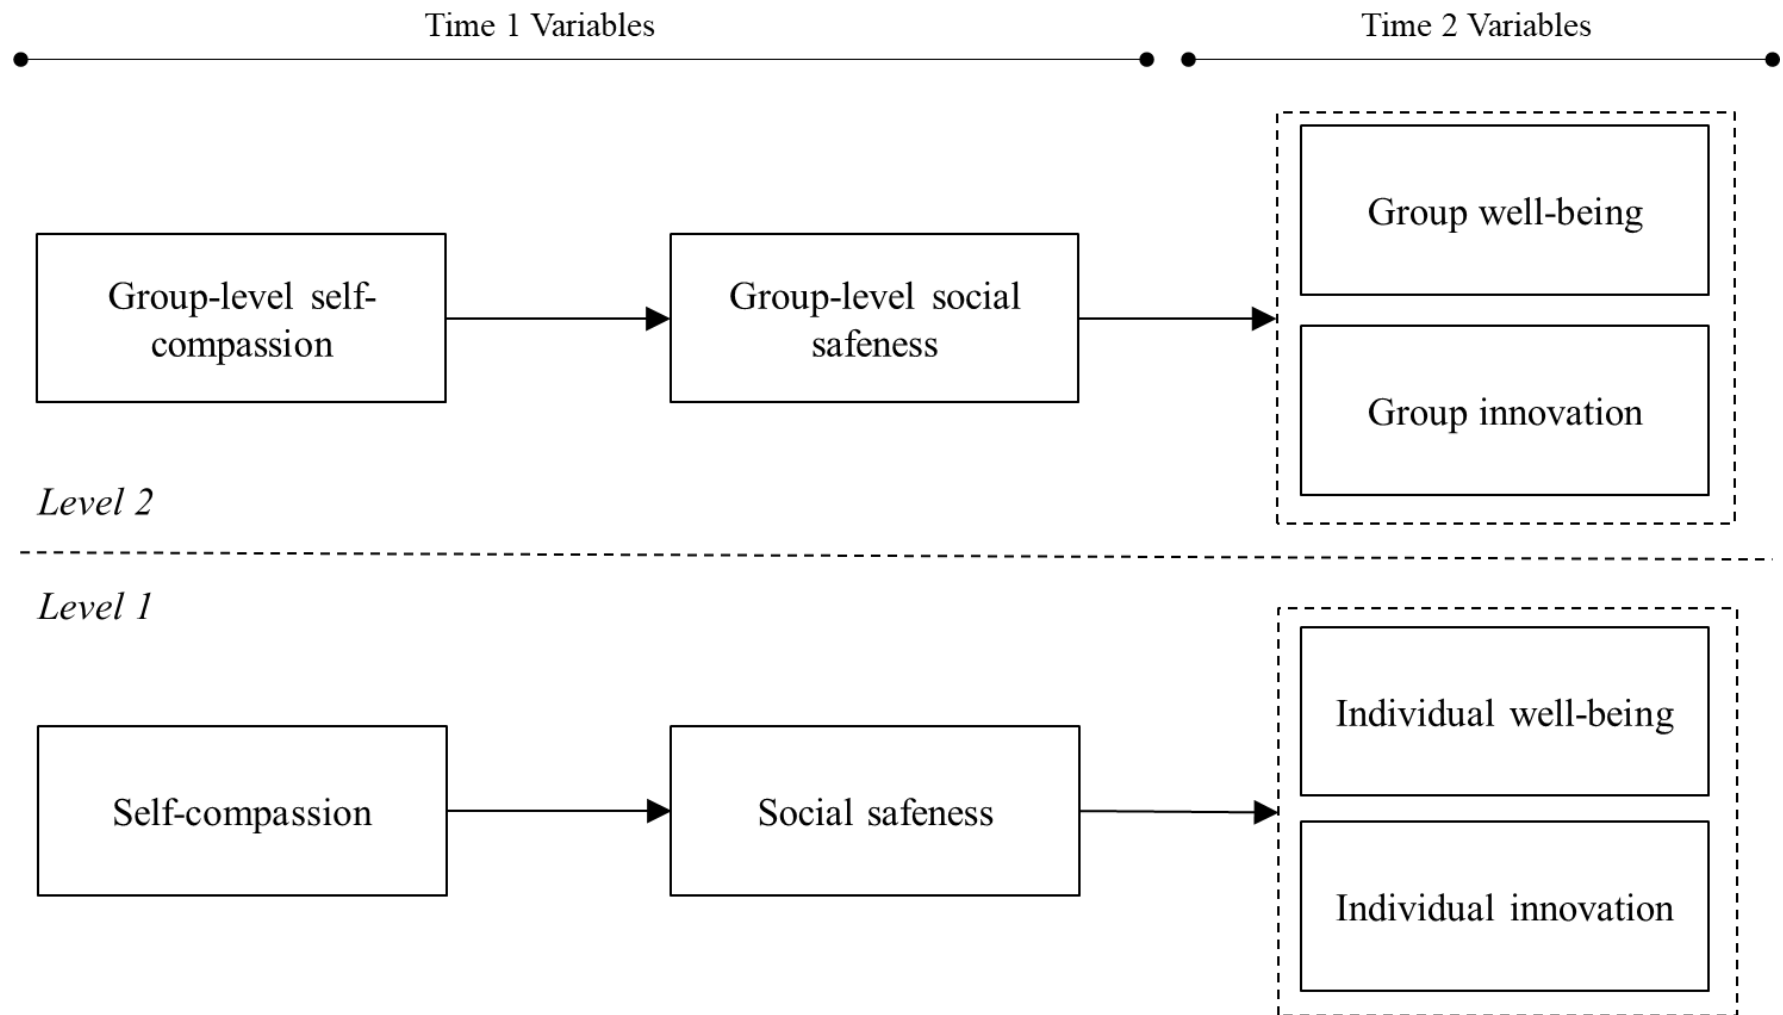 Time 1 Variables
Time 2 Variables
Group-level self-
compassion
Group-level social
safeness
Group well-being
Group innovation
Level 2
Level 1
Self-compassion
Social safeness
Individual well-being
Individual innovation